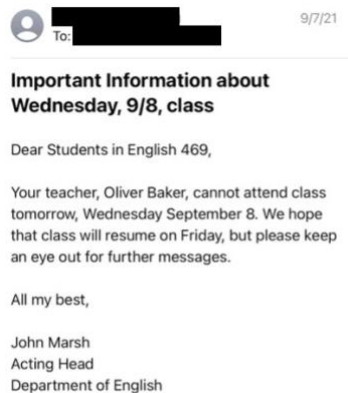 9/7/21
To:
Important Information about
Wednesday, 9/8, class
Dear Students in English 469,
Your teacher, Oliver Baker, cannot attend class
tomorrow, Wednesday September 8. We hope
that class will resume on Friday, but please keep
an eye out for further messages.
All my best,
John Marsh
Acting Head
Department of English